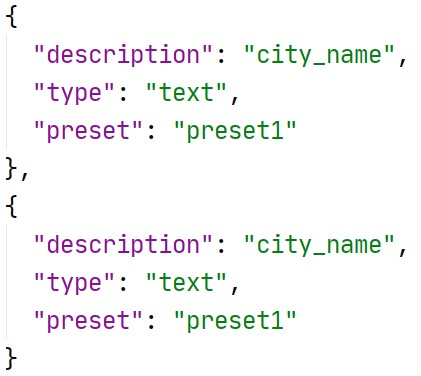 {
  "description": "city_name",
  "type": "text",
  "preset": "preset1"
},
{
  "description": "city_name",
  "type": "text",
  "preset": "preset1"
}